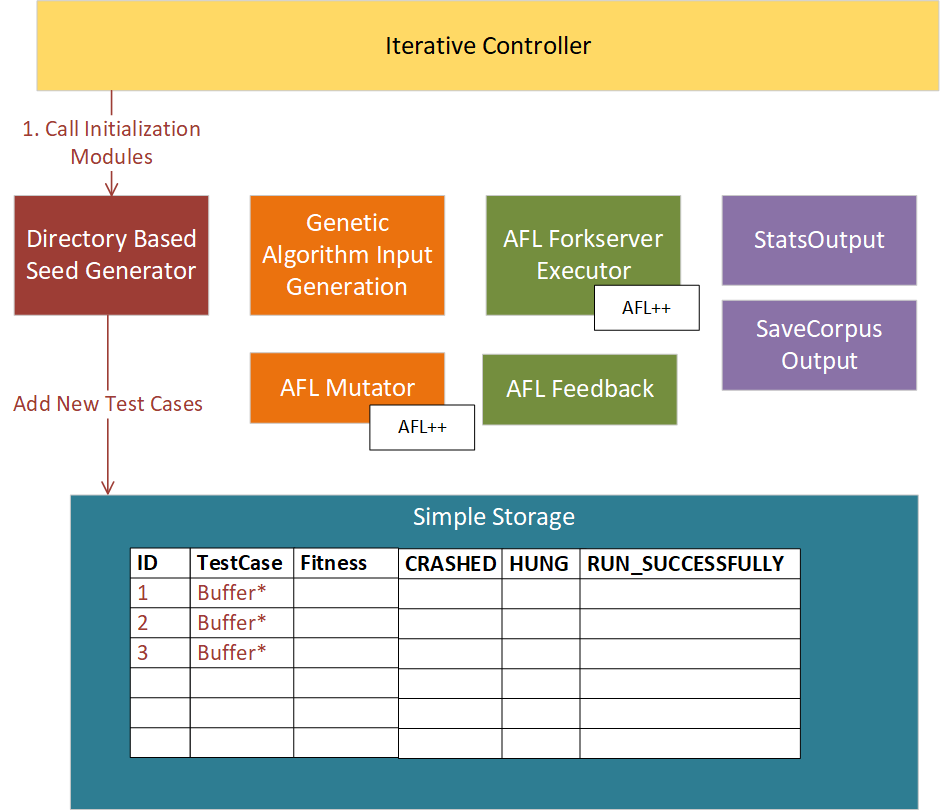 Iterative Controller
1. Call Initialization
Modules
Directory Based
Seed Generator
Genetic
Algorithm Input
Generation
AFL Forkserver
Executor
AFL++
StatsOutput
SaveCorpus
Output
AFL Mutator
AFL++
AFL Feedback
Add New Test Cases
Simple Storage
ID TestCase Fitness CRASHED HUNG RUN_SUCCESSFULLY
1 Buffer*
2 Buffer*
3 Buffer*